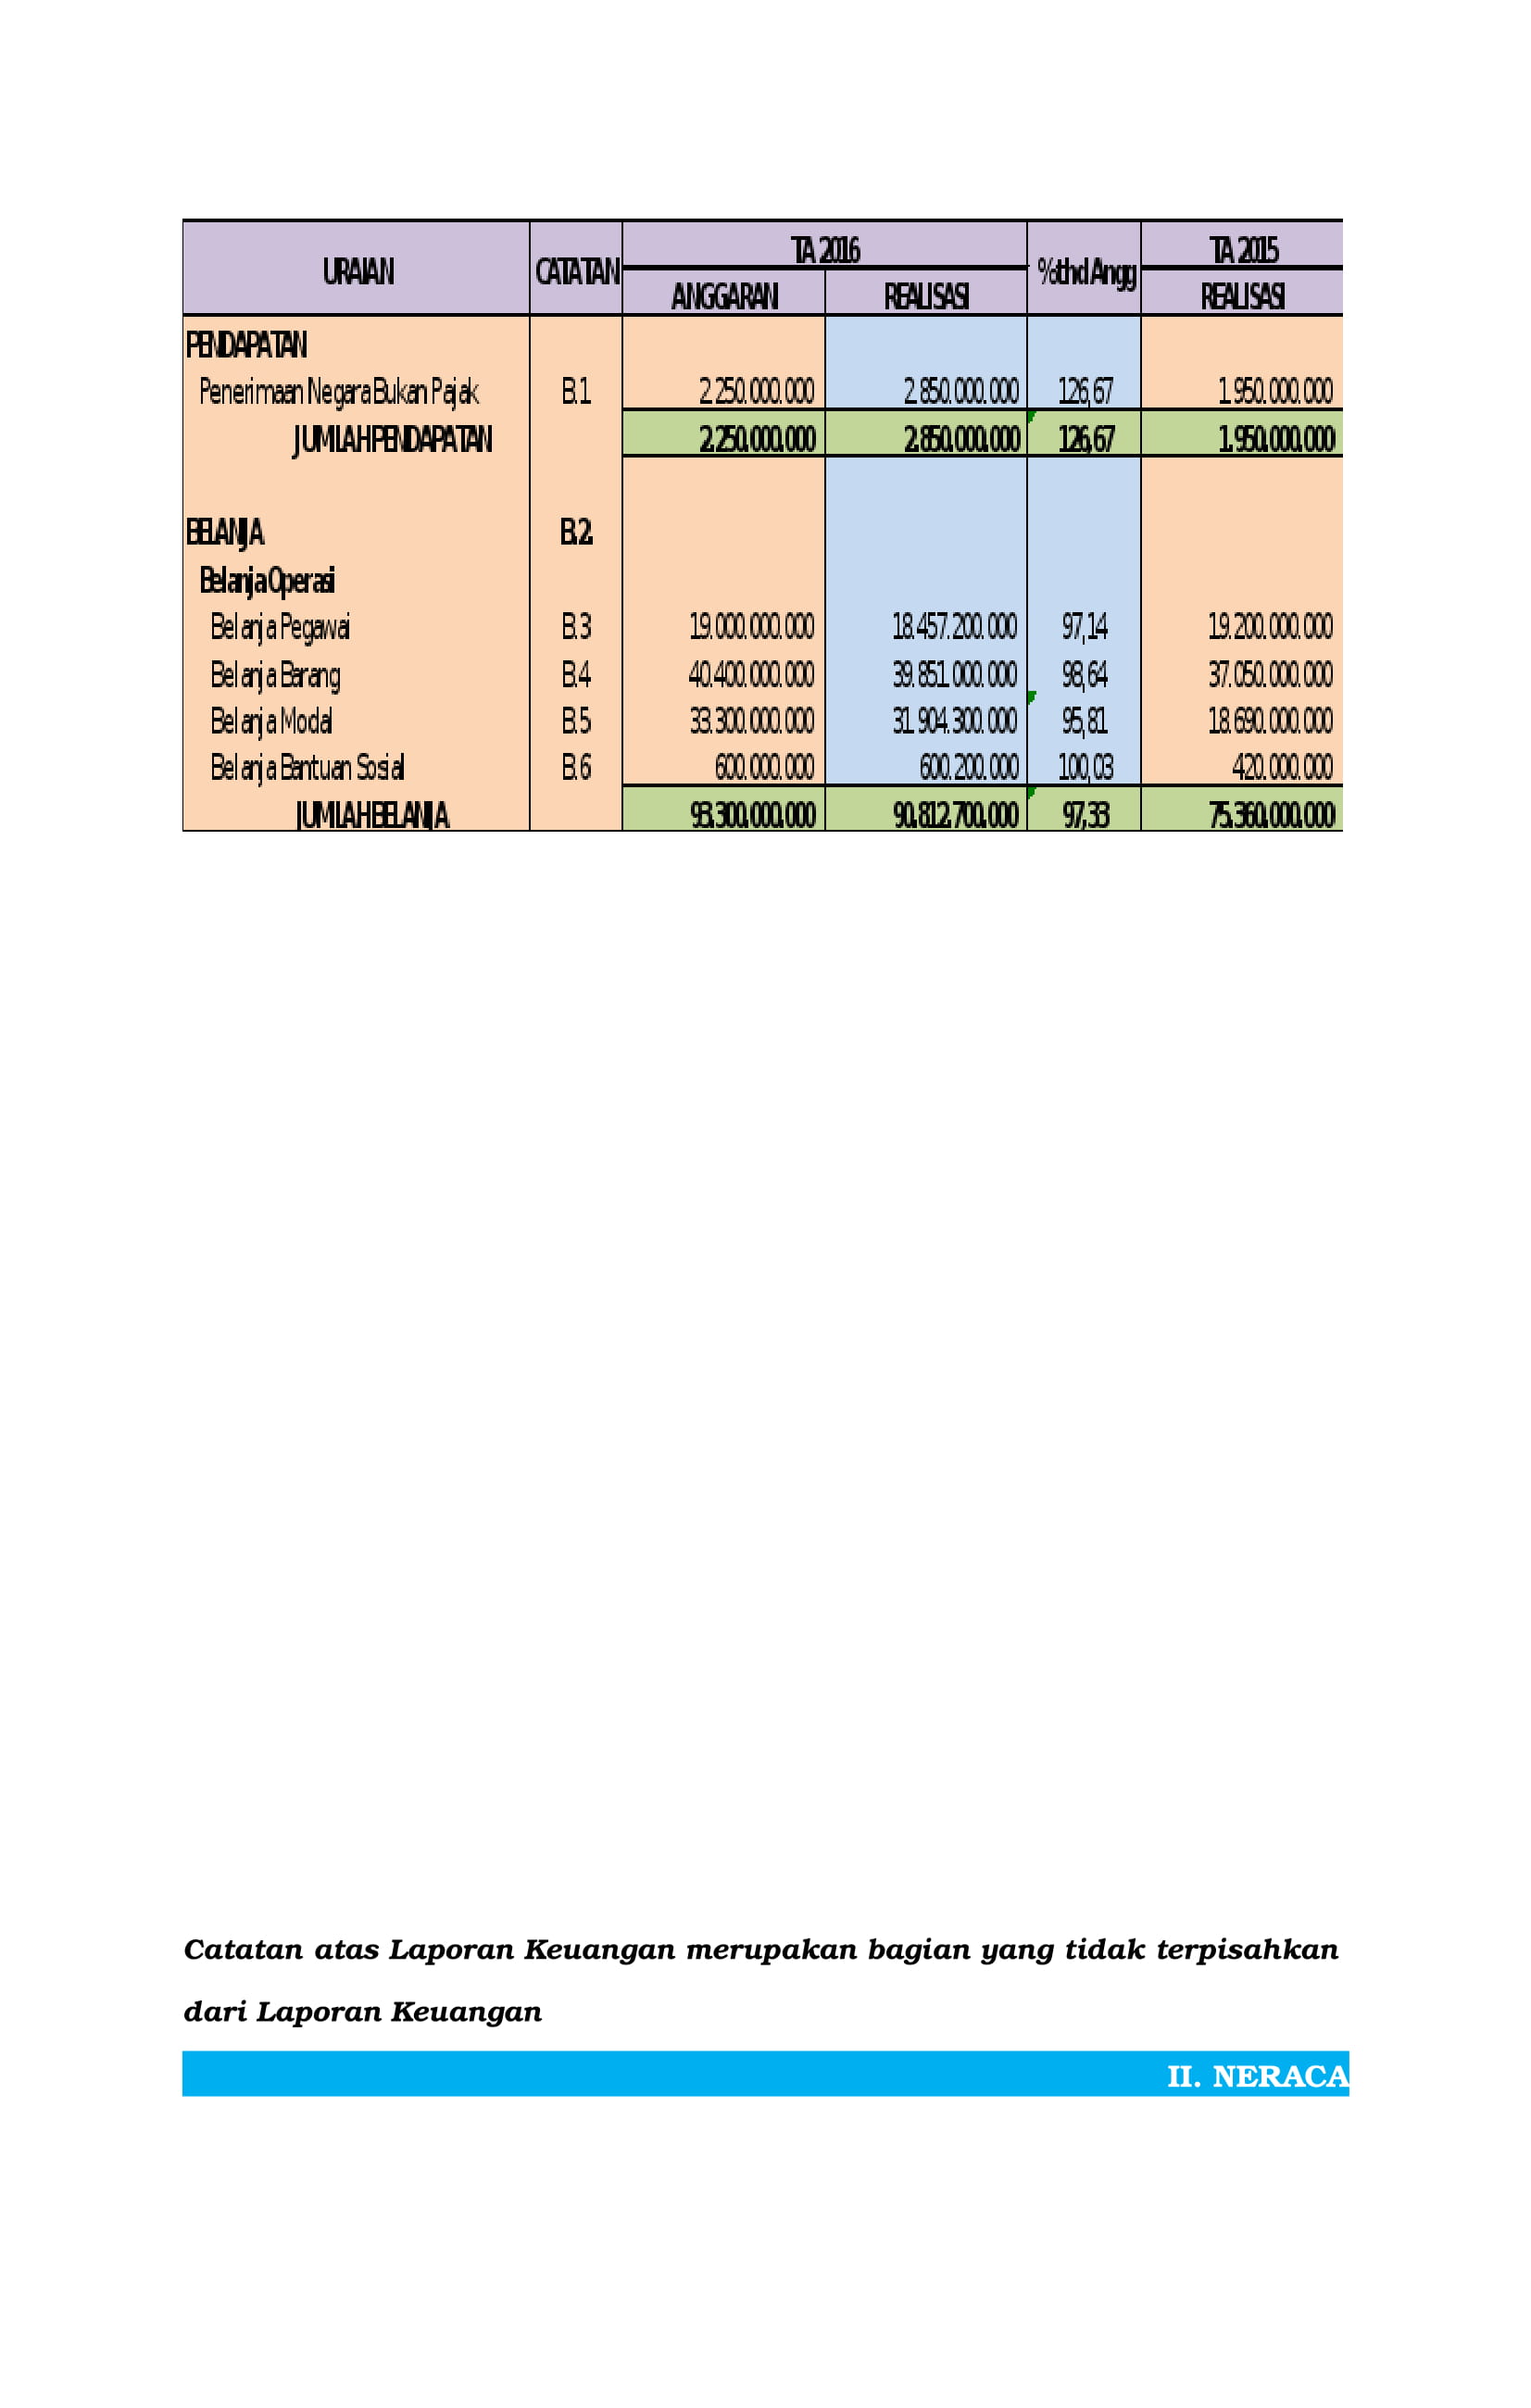 URAIAN CATATAN TA 2016 % thd Angg TA 2015
ANGGARAN REALISASI REALISASI
PENDAPATAN
Penerimaan Negara Bukan Pajak B.1 2.250.000.000 2.850.000.000 126,67 1.950.000.000
JUMLAH PENDAPATAN 2.250.000.000 2.850.000.000 126,67 1.950.000.000
BELANJA B.2.
Belanja Operasi
Belanja Pegawai B.3 19.000.000.000 18.457.200.000 97,14 19.200.000.000
Belanja Barang B.4 40.400.000.000 39.851.000.000 98,64 37.050.000.000
Belanja Modal B.5 33.300.000.000 31.904.300.000 95,81 18.690.000.000
Belanja Bantuan Sosial B.6 600.000.000 600.200.000 100,03 420.000.000
JUMLAH BELANJA 93.300.000.000 90.812.700.000 97,33 75.360.000.000
Catatan atas Laporan Keuangan merupakan bagian yang tidak terpisahkan
dari Laporan Keuangan
II. NERACA